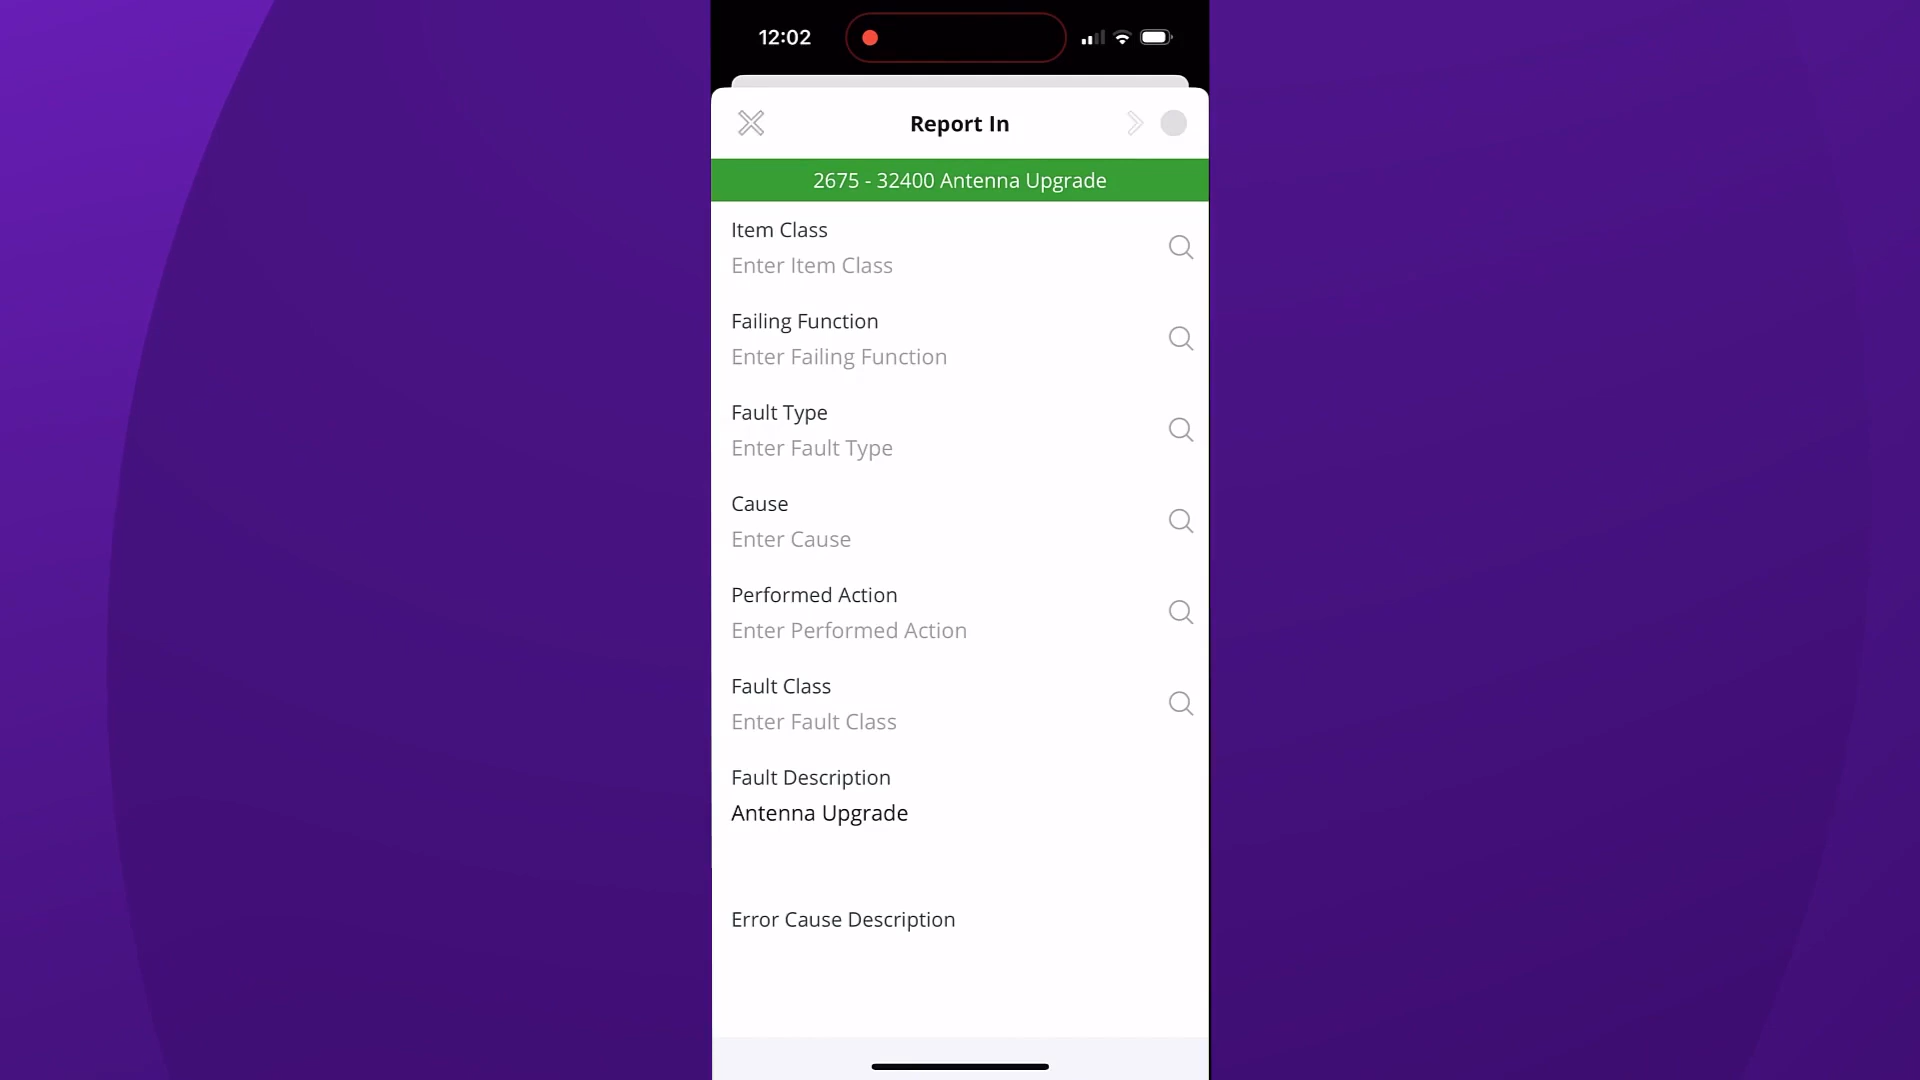 12:02
Report In
2675 - 32400 Antenna Upgrade
Item Class
Enter Item Class
Failing Function
Enter Failing Function
Fault Type
Enter Fault Type
Cause
Enter Cause
Performed Action
Enter Performed Action
Fault Class
Enter Fault Class
Fault Description
Antenna Upgrade
Error Cause Description